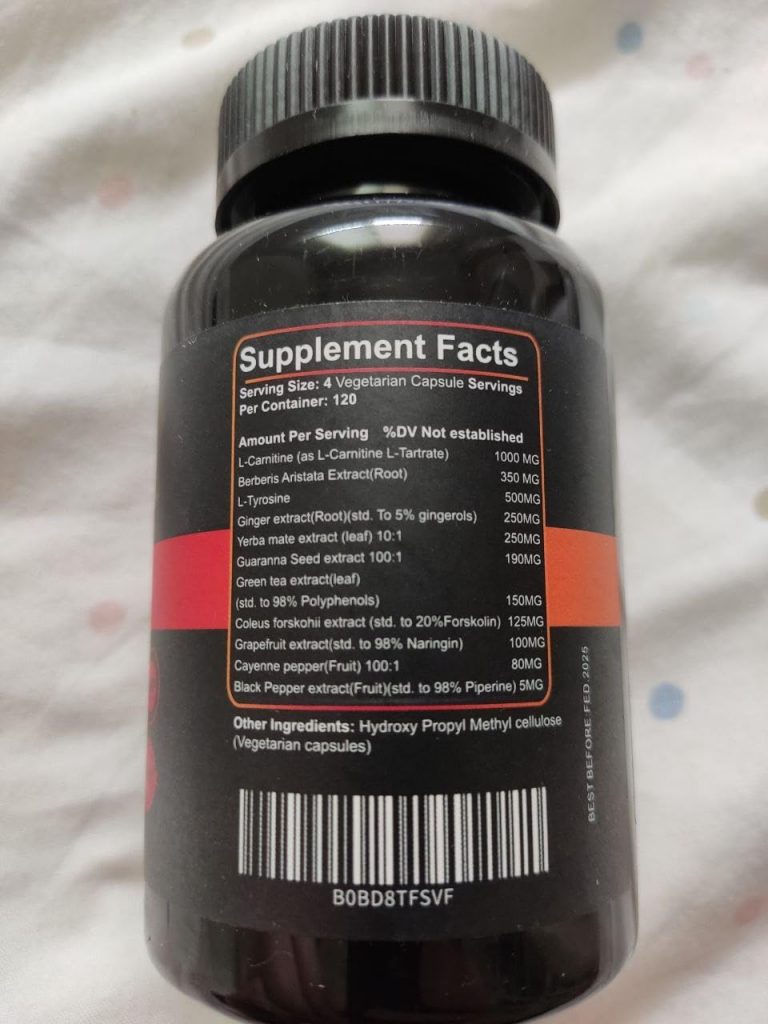 Supplement Facts
Serving Size: 4 Vegetarian Capsule Servings
Per Container: 120
Amount Per Serving %DV Not established
L-Carnitine (as L-Carnitine L-Tartrate) 1000 MG
Berberis Aristata Extract(Root) 350 MG
L-Tyrosine 500MG
Ginger extract(Root)(std. To 5% gingerols) 250MG
Yerba mate extract (leaf) 10:1 250MG
Guaranna Seed extract 100:1 190MG
Green tea extract(leaf)
(std. to 98% Polyphenols) 150MG
Coleus forskohii extract (std. to 20%Forskolin) 125MG
Grapefruit extract(std. to 98% Naringin) 100MG
Cayenne pepper(Fruit) 100:1 80MG
Black Pepper extract(Fruit)(std. to 98% Piperine) 5MG
Other Ingredients: Hydroxy Propyl Methyl cellulose
(Vegetarian capsules)
B0BD8TFSVF
BEST BEFORE:FED 2025